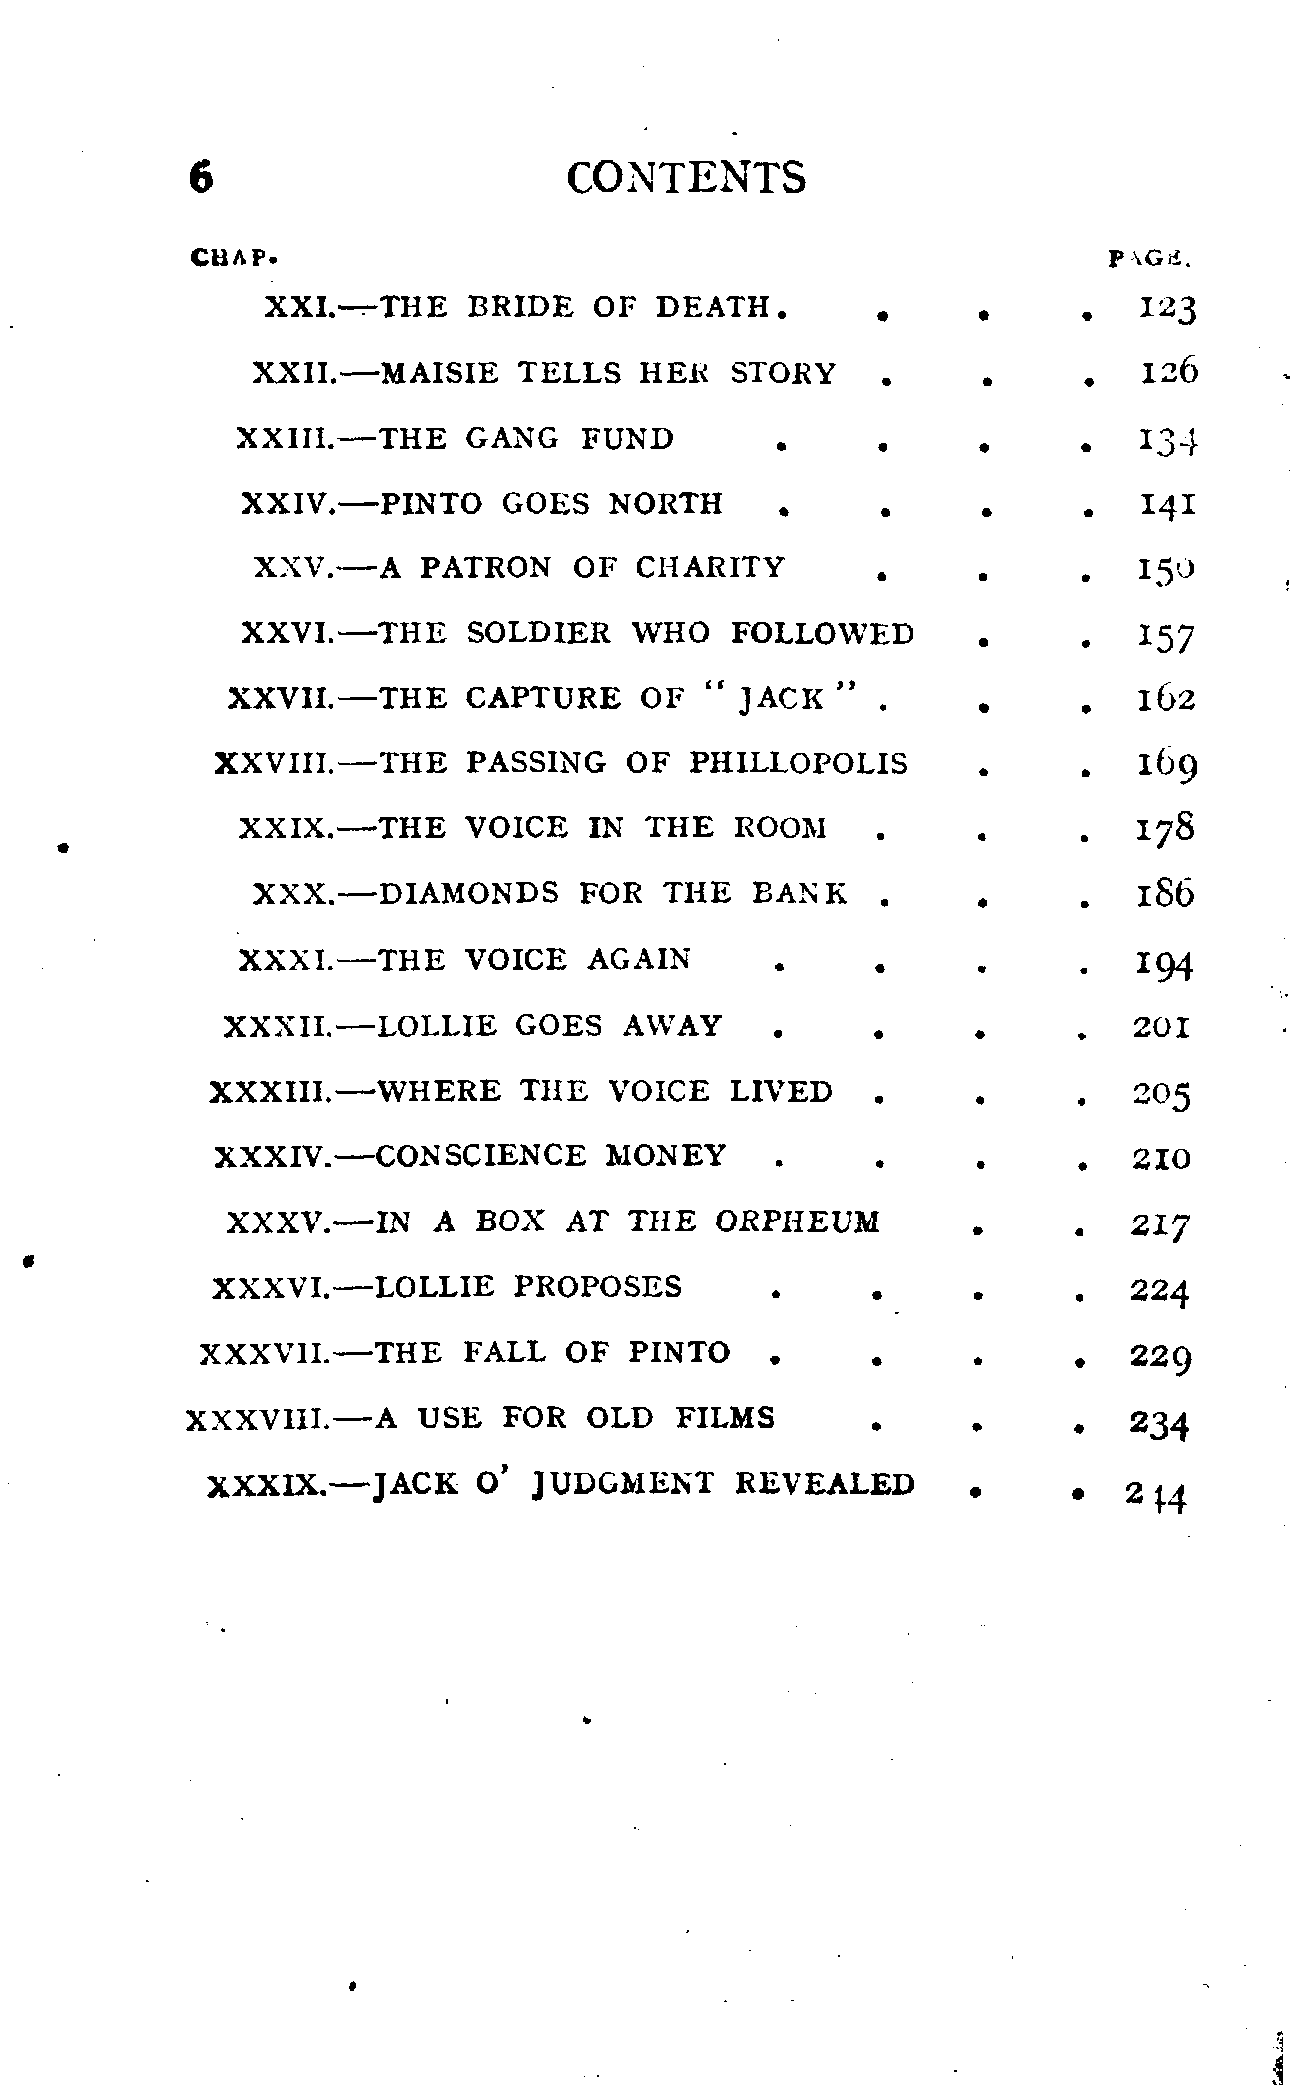 6 CONTENTS
CHAP. PAGE.
XXI.—THE BRIDE OF DEATH. . . . 123
XXII.—MAISIE TELLS HER STORY . . . 126
XXIII.—THE GANG FUND . . . . 134
XXIV.—PINTO GOES NORTH . . . . 141
XXV.—A PATRON OF CHARITY . . . 150
XXVI.—THE SOLDIER WHO FOLLOWED . . 157
XXVII.—THE CAPTURE OF "JACK" . . . 162
XXVIII.—THE PASSING OF PHILLOPOLIS . . 169
XXIX.—THE VOICE IN THE ROOM . . . 178
XXX.—DIAMONDS FOR THE BANK . . . 186
XXXI.—THE VOICE AGAIN . . . . 194
XXXII.—LOLLIE GOES AWAY . . . . 201
XXXIII.—WHERE THE VOICE LIVED . . . 205
XXXIV.—CONSCIENCE MONEY . . . . 210
XXXV.—IN A BOX AT THE ORPHEUM . . 217
XXXVI.—LOLLIE PROPOSES . . . . 224
XXXVII.—THE FALL OF PINTO . . . . 229
XXXVIII.—A USE FOR OLD FILMS . . . 234
XXXIX.—JACK O' JUDGMENT REVEALED . . 244